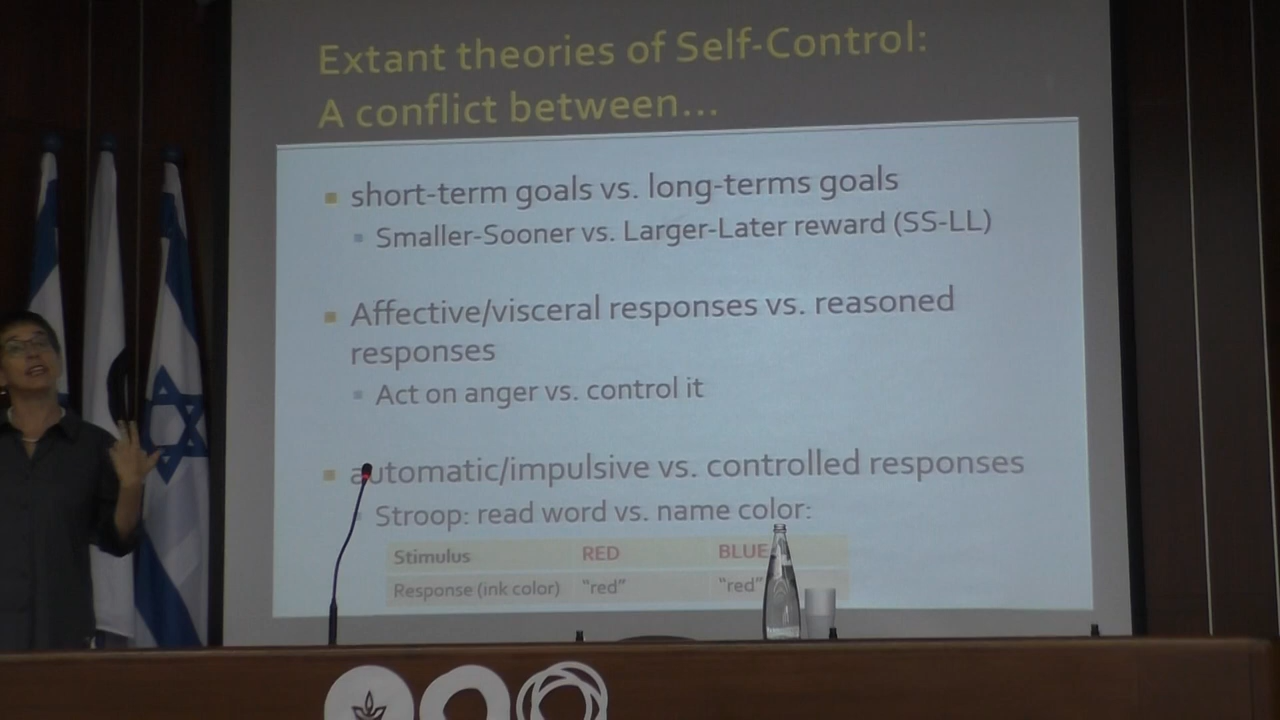 Extant theories of Self-Control:
A conflict between...
short-term goals vs. long-terms goals
Smaller-Sooner vs. Larger-Later reward (SS-LL)
Affective/visceral responses vs. reasoned
responses
Act on anger vs. control it
automatic/impulsive vs. controlled responses
Stroop: read word vs. name color:
Stimulus RED BLUE
Response (ink color) "red" "red"